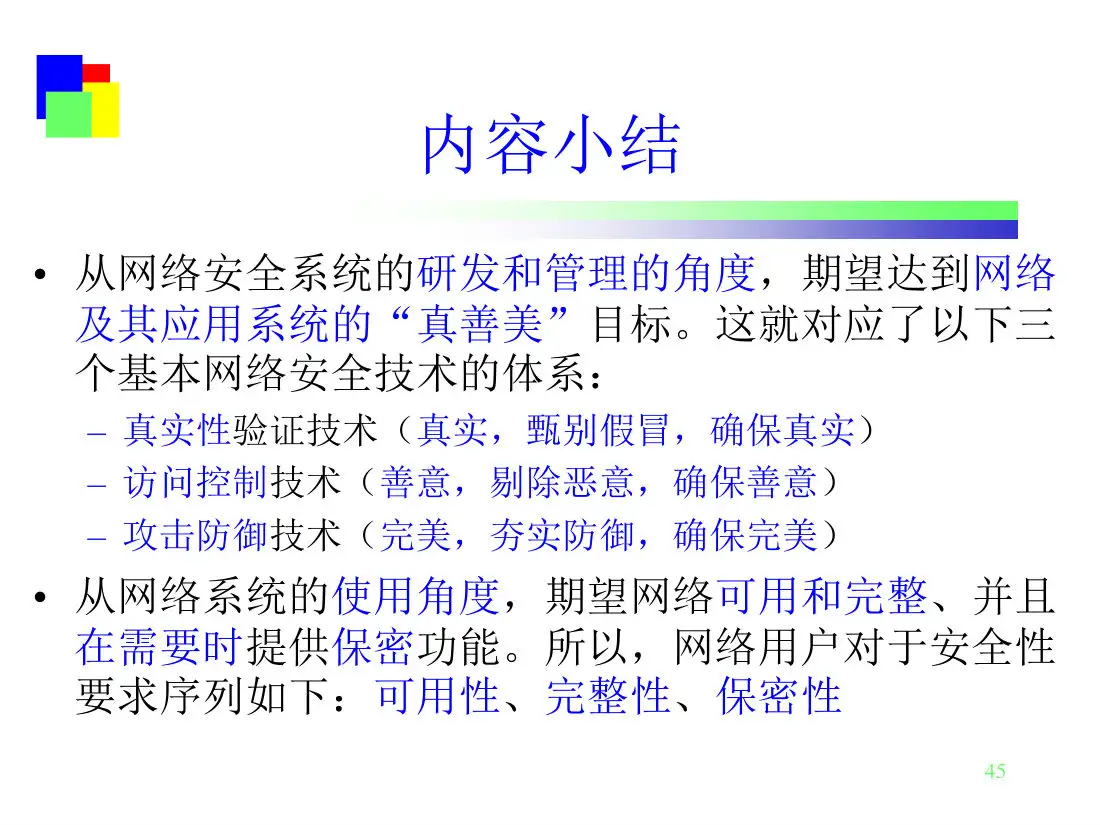 内容小结
• 从网络安全系统的研发和管理的角度，期望达到网络
及其应用系统的“真善美”目标。这就对应了以下三
个基本网络安全技术的体系：
– 真实性验证技术（真实，甄别假冒，确保真实）
– 访问控制技术（善意，剔除恶意，确保善意）
– 攻击防御技术（完美，夯实防御，确保完美）
• 从网络系统的使用角度，期望网络可用和完整、并且
在需要时提供保密功能。所以，网络用户对于安全性
要求序列如下：可用性、完整性、保密性
45